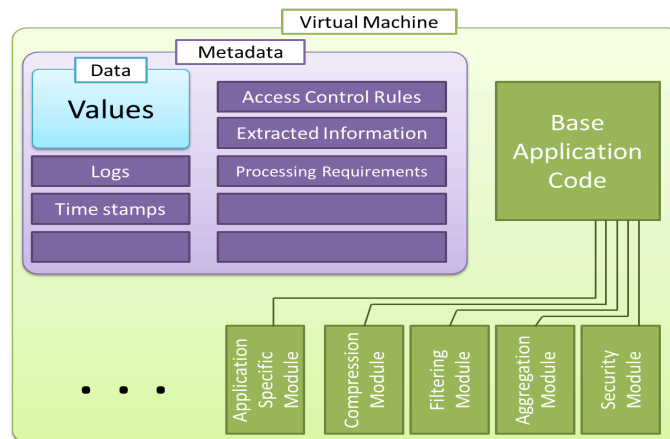 Virtual Machine
Metadata
Data
Values
Access Control Rules
Extracted Information
Logs
Processing Requirements
Time stamps
Base
Application
Code
Application
Specific
Module
Compression
Module
Filtering
Module
Aggregation
Module
Security
Module
. . .